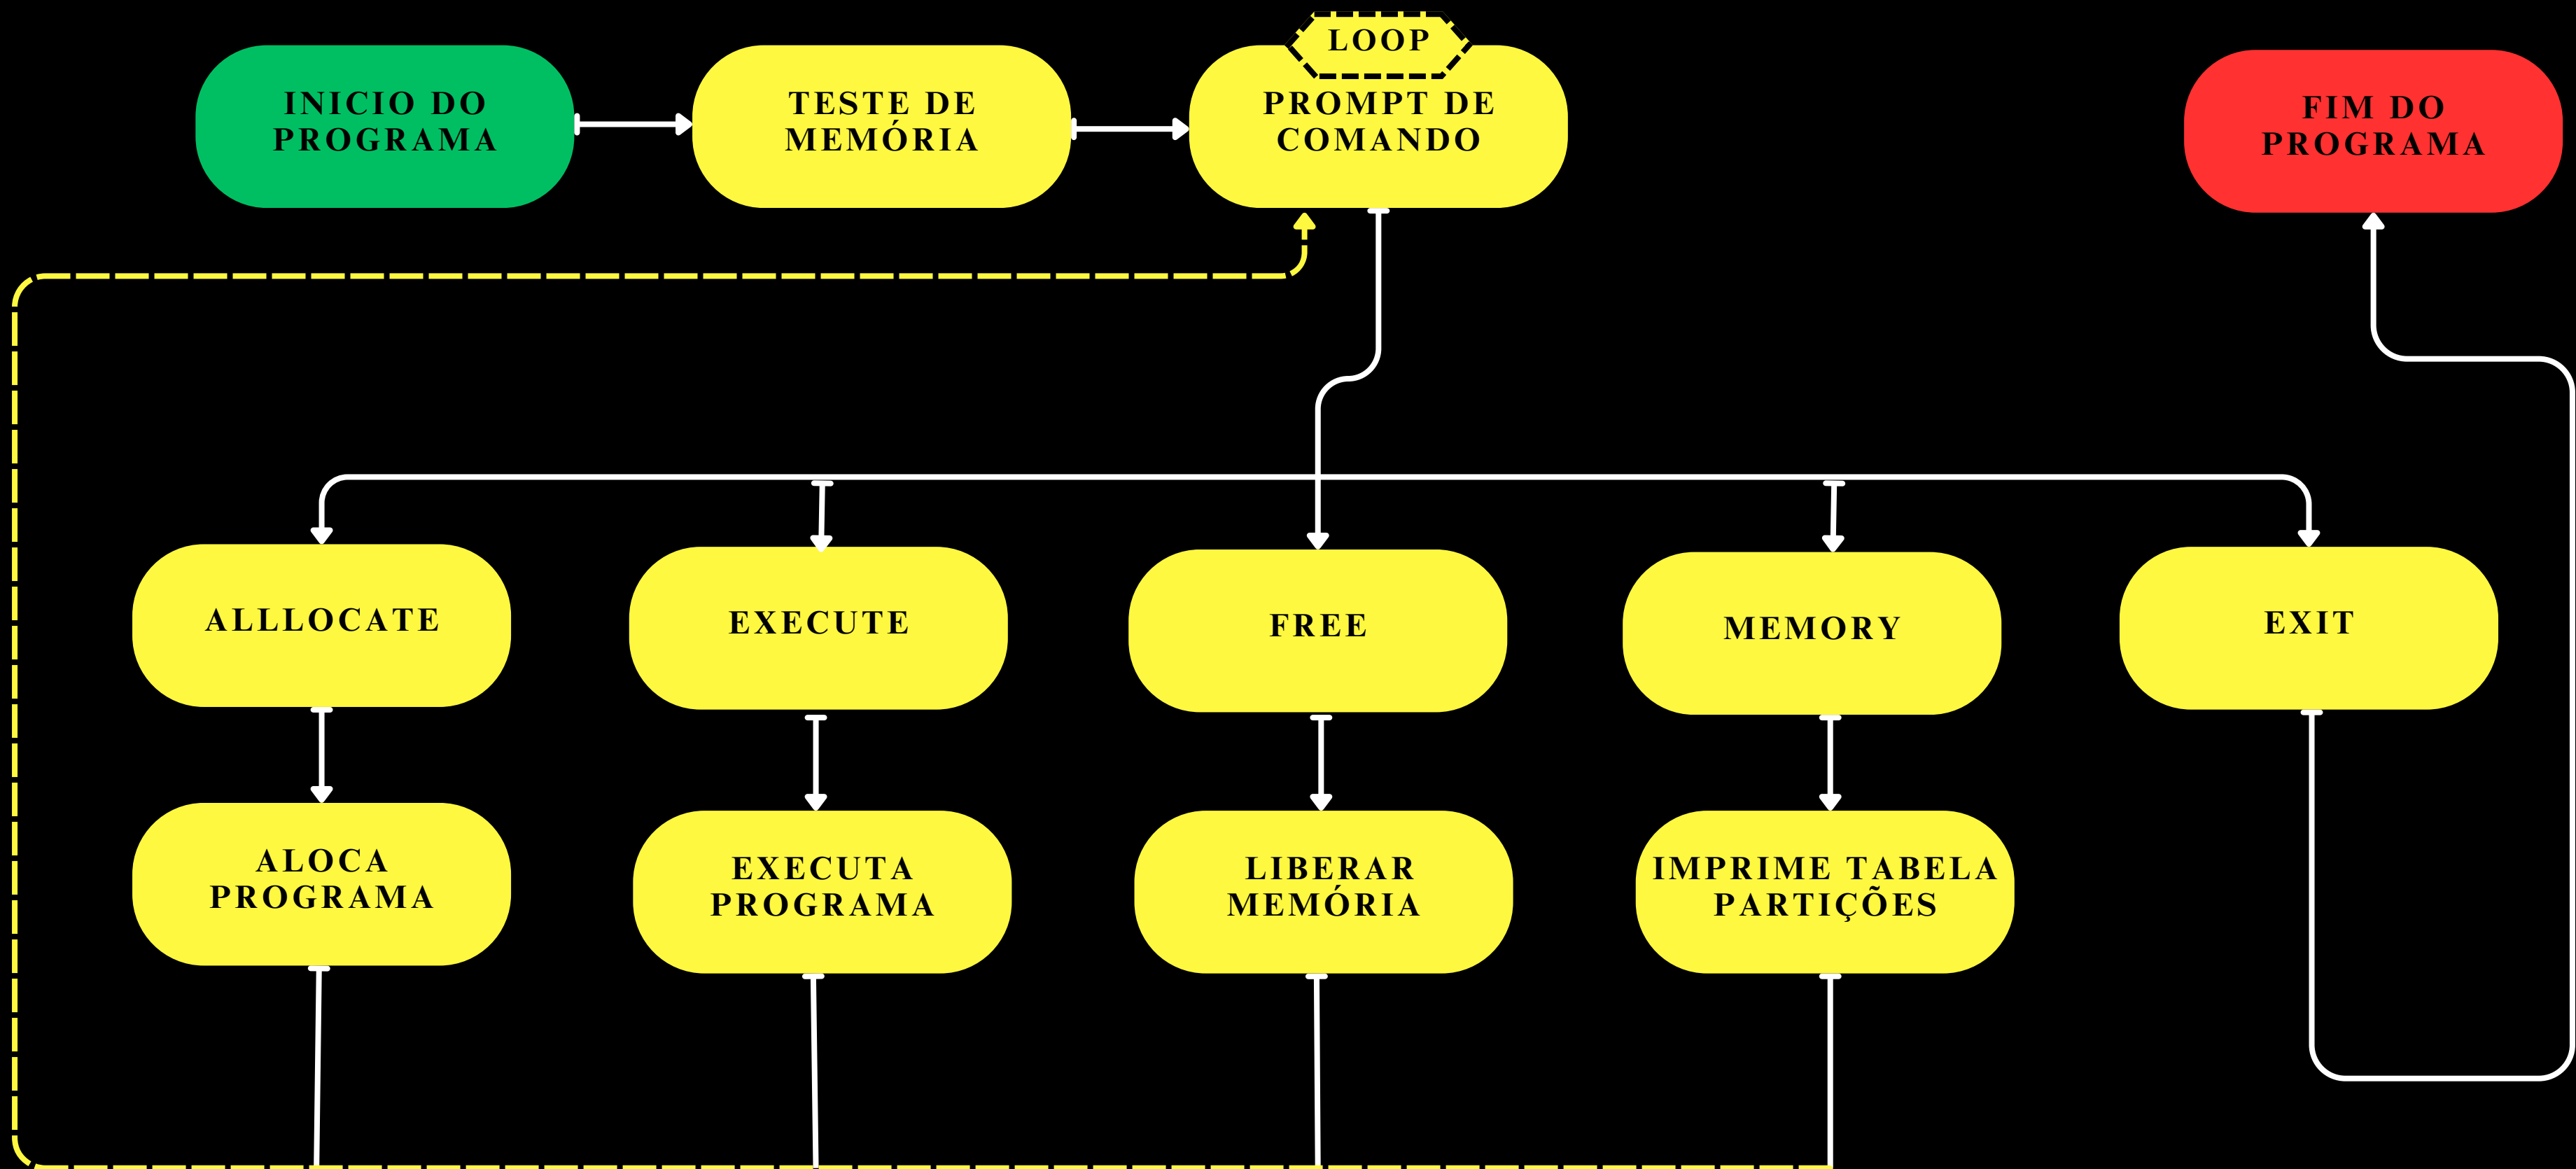 LOOP
INICIO DO
PROGRAMA
TESTE DE
MEMÓRIA
PROMPT DE
COMANDO
FIM DO
PROGRAMA
ALLLOCATE
EXECUTE
FREE
MEMORY
EXIT
ALOCA
PROGRAMA
EXECUTA
PROGRAMA
LIBERAR
MEMÓRIA
IMPRIME TABELA
PARTIÇÕES